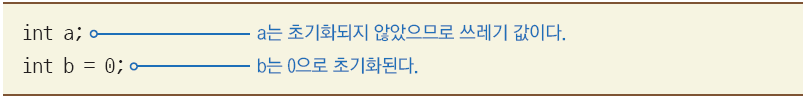 int a; a는 초기화되지 않았으므로 쓰레기 값이다.
int b = 0; b는 0으로 초기화된다.